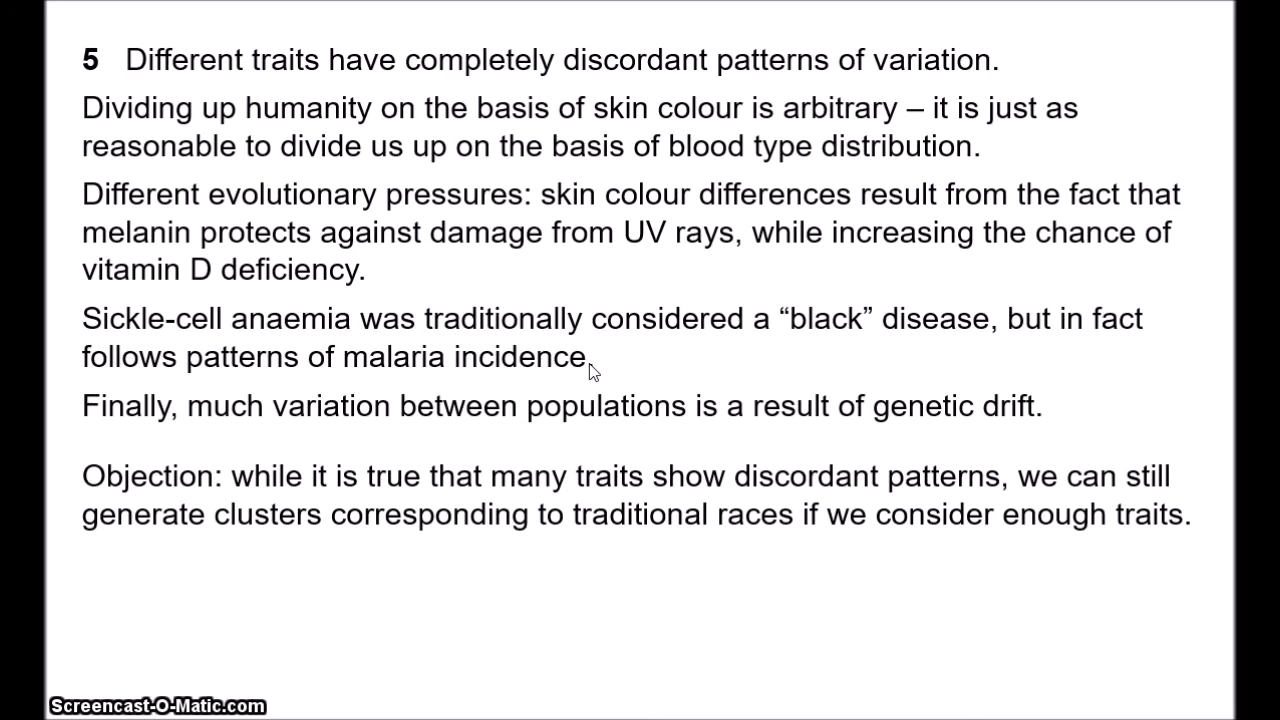 5 Different traits have completely discordant patterns of variation.
Dividing up humanity on the basis of skin colour is arbitrary – it is just as
reasonable to divide us up on the basis of blood type distribution.
Different evolutionary pressures: skin colour differences result from the fact that
melanin protects against damage from UV rays, while increasing the chance of
vitamin D deficiency.
Sickle-cell anaemia was traditionally considered a “black” disease, but in fact
follows patterns of malaria incidence.
Finally, much variation between populations is a result of genetic drift.
Objection: while it is true that many traits show discordant patterns, we can still
generate clusters corresponding to traditional races if we consider enough traits.
Screencast-O-Matic.com